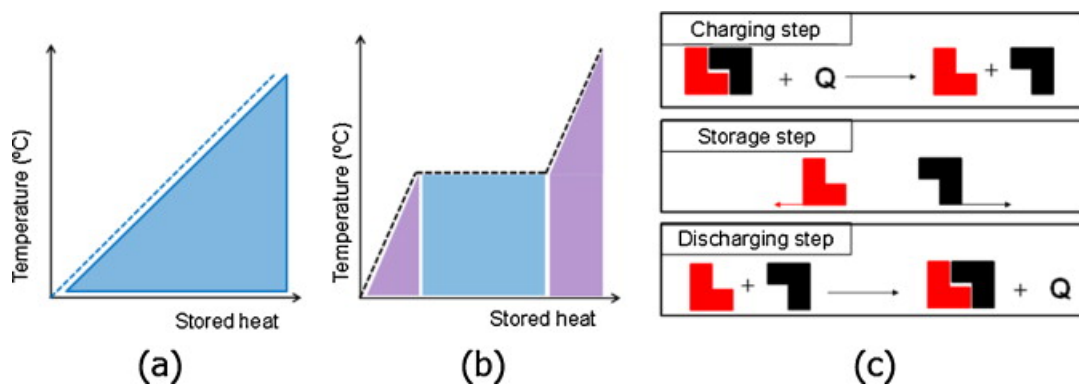 Temperature (ºC)
Stored heat
(a)
Temperature (ºC)
Stored heat
(b)
Charging step
+ Q +
Storage step
Discharging step
+ + Q
(c)